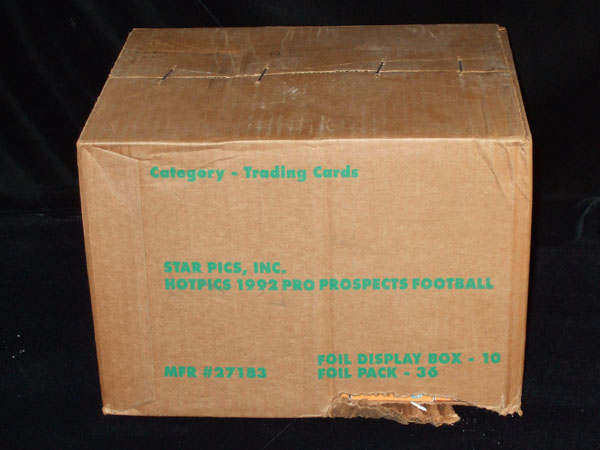 Category - Trading Cards
STAR PICS, INC.
HOTPICS 1992 PRO PROSPECTS FOOTBALL
MFR #27183
FOIL DISPLAY BOX - 10
FOIL PACK - 36